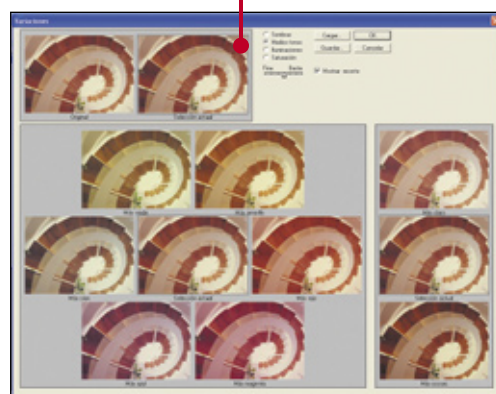 Variaciones
Original
Selección actual
Sombras
Medios tonos
Iluminaciones
Saturación
Fina Basta
Cargar...
OK
Guardar...
Cancelar
Mostrar recorte
Más verde
Más amarillo
Más cian
Selección actual
Más rojo
Más azul
Más magenta
Más claro
Selección actual
Más oscuro